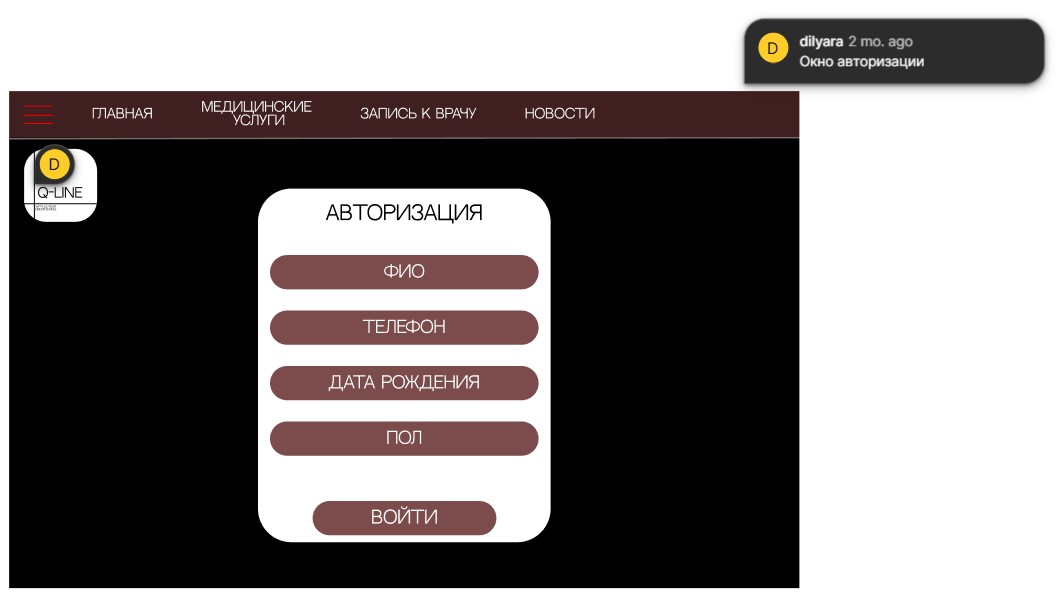 D
dilyara 2 mo. ago
Окно авторизации
ГЛАВНАЯ
МЕДИЦИНСКИЕ
УСЛУГИ
ЗАПИСЬ К ВРАЧУ
НОВОСТИ
D
Q-LINE
АВТОРИЗАЦИЯ
ФИО
ТЕЛЕФОН
ДАТА РОЖДЕНИЯ
ПОЛ
ВОЙТИ